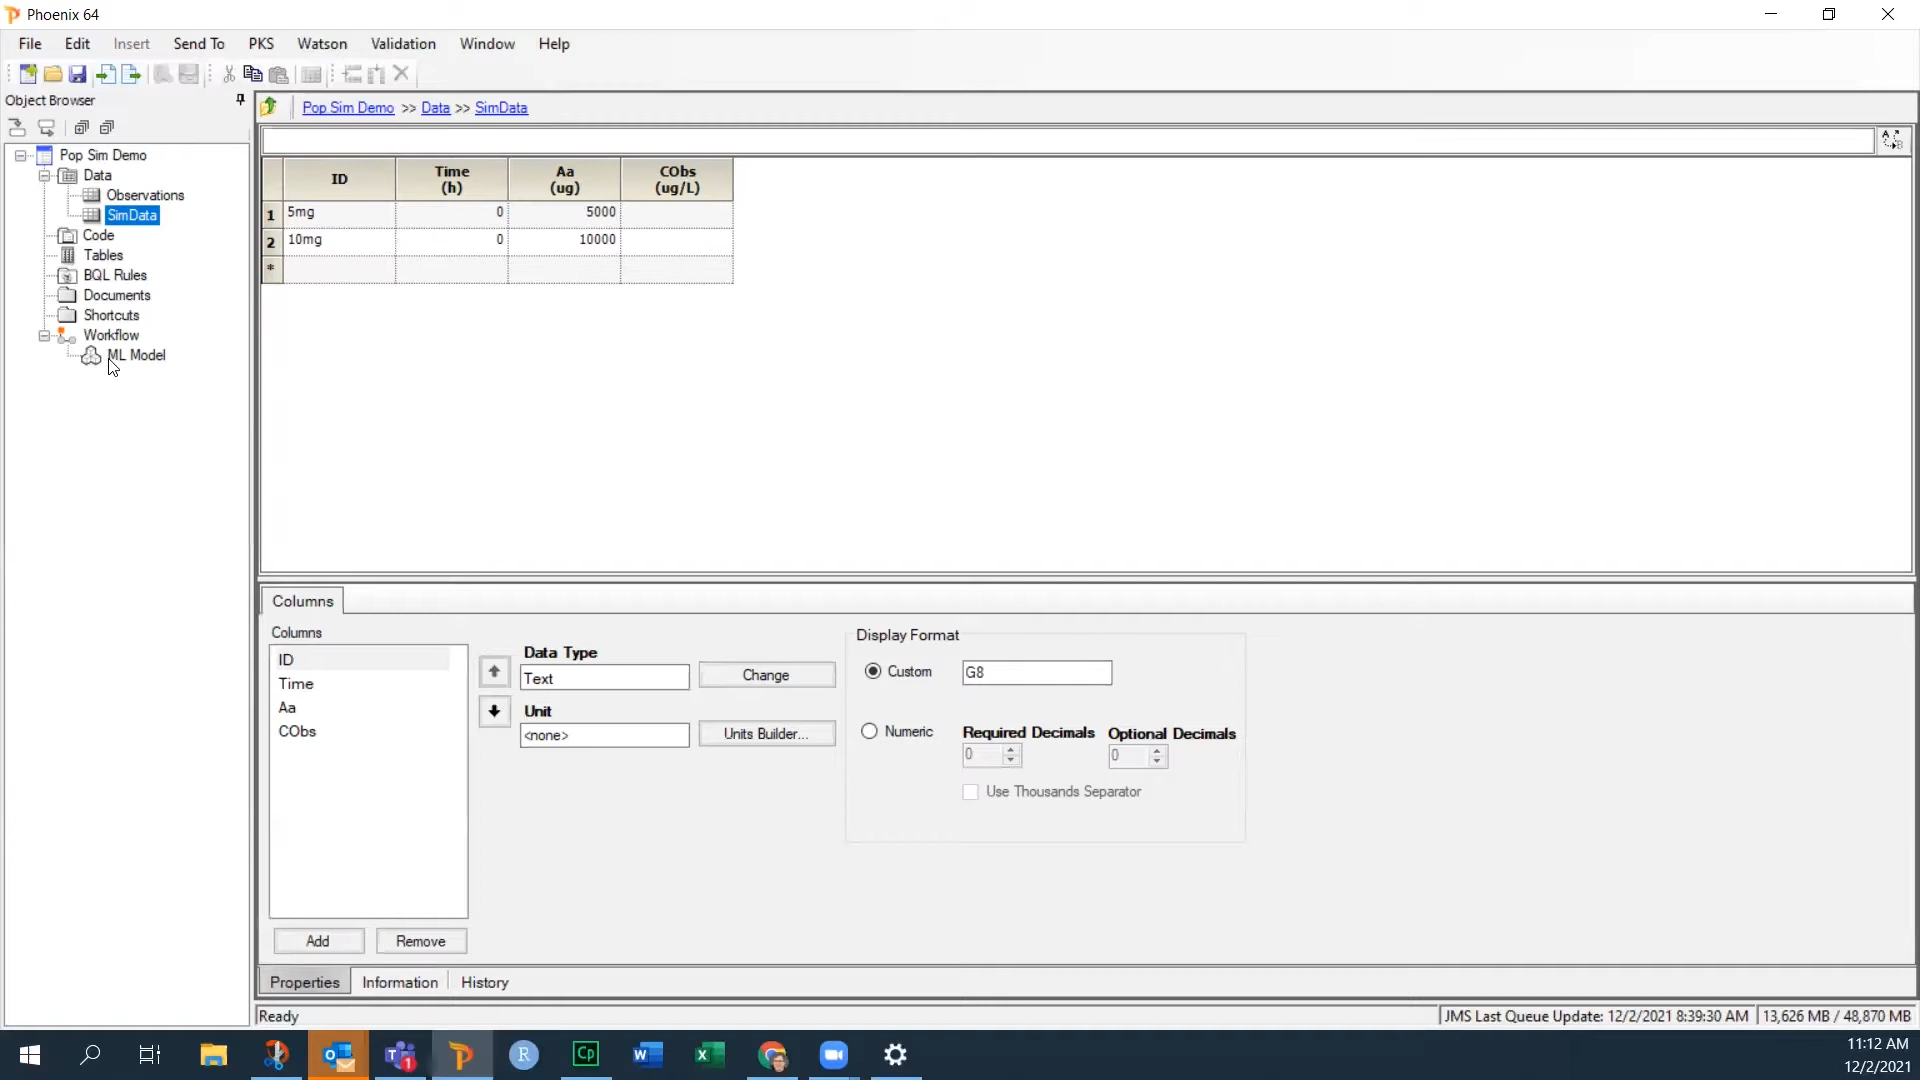 Phoenix 64
File Edit Insert Send To PKS Watson Validation Window Help
Object Browser
Pop Sim Demo >> Data >> SimData
Pop Sim Demo
Data
Observations
SimData
Code
Tables
BQL Rules
Documents
Shortcuts
Workflow
ML Model
ID Time (h) Aa (ug) CObs (ug/L)
1 5mg 0 5000
2 10mg 0 10000
*
Columns
Columns
ID
Time
Aa
CObs
Add Remove
Data Type
Text Change
Unit
<none> Units Builder...
Display Format
Custom G8
Numeric Required Decimals Optional Decimals
0 0
Use Thousands Separator
Properties Information History
Ready JMS Last Queue Update: 12/2/2021 8:39:30 AM 13,626 MB / 48,870 MB
11:12 AM
12/2/2021